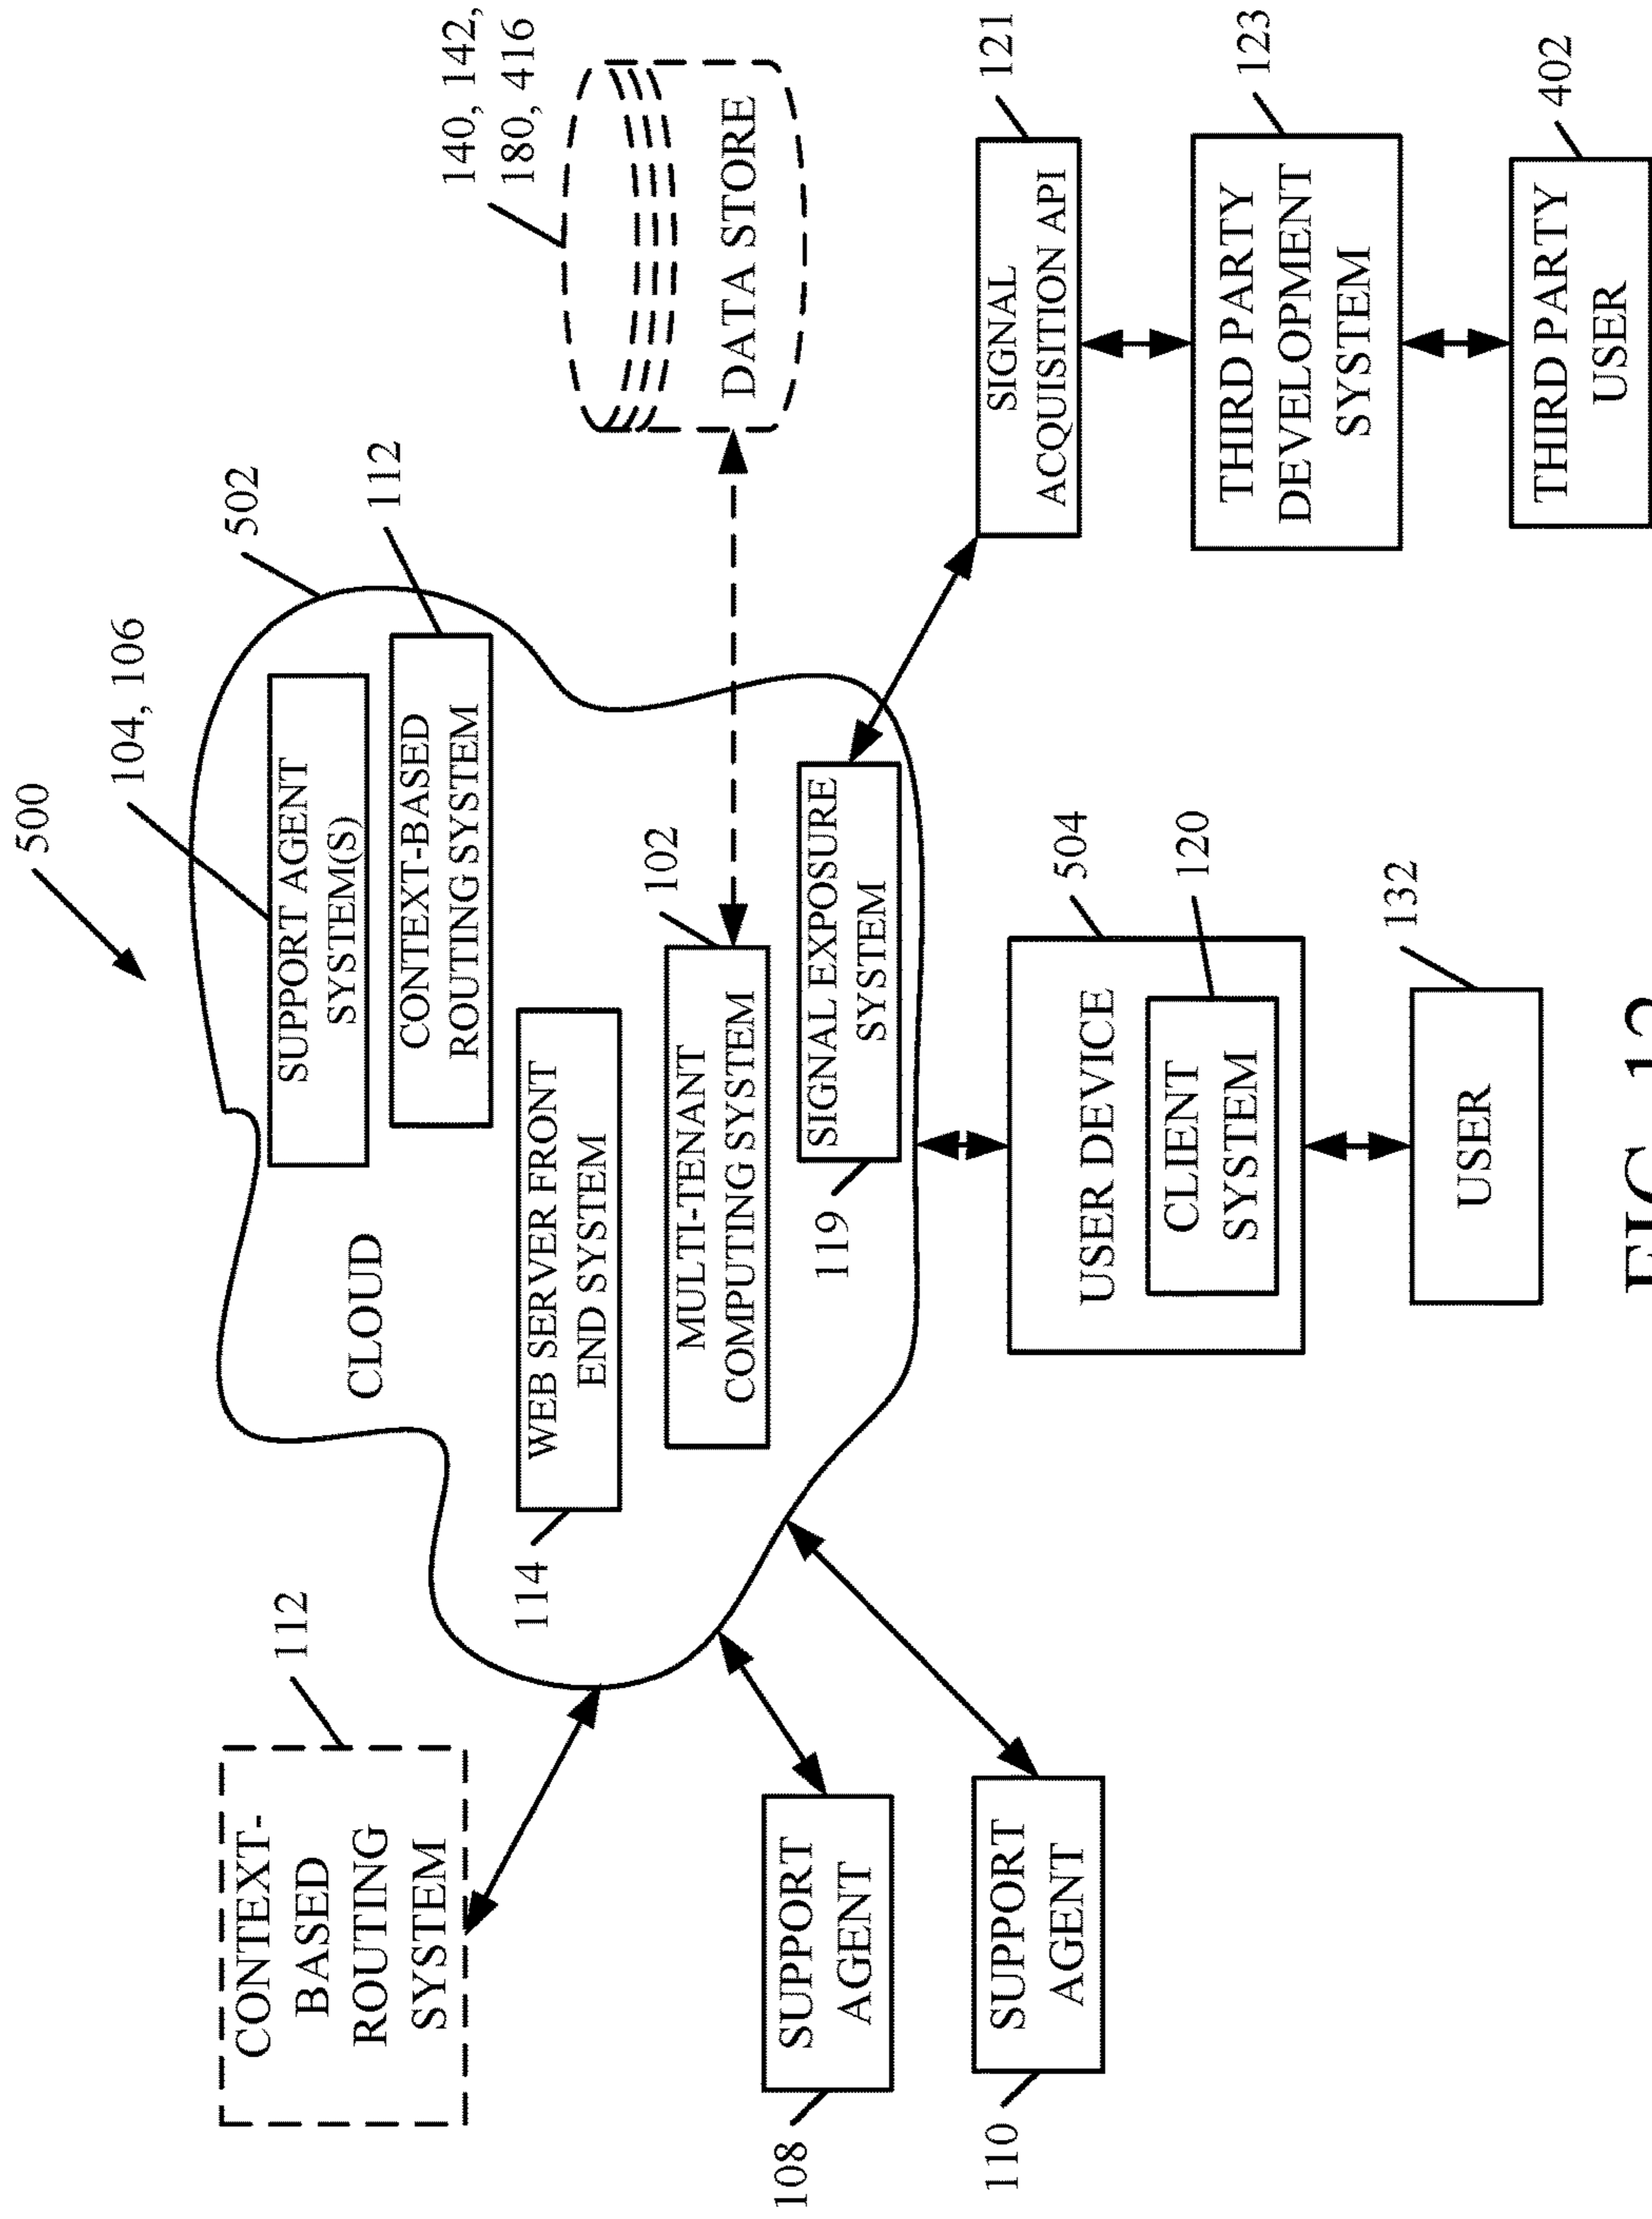 500
104, 106
502
SUPPORT AGENT
SYSTEM(S)
112
CONTEXT-BASED
ROUTING SYSTEM
CLOUD
140, 142,
180, 416
DATA STORE
112
CONTEXT-
BASED
ROUTING
SYSTEM
114
WEB SERVER FRONT
END SYSTEM
102
MULTI-TENANT
COMPUTING SYSTEM
119
SIGNAL EXPOSURE
SYSTEM
108
SUPPORT
AGENT
110
SUPPORT
AGENT
504
USER DEVICE
120
CLIENT
SYSTEM
132
USER
121
SIGNAL
ACQUISITION API
123
THIRD PARTY
DEVELOPMENT
SYSTEM
402
THIRD PARTY
USER